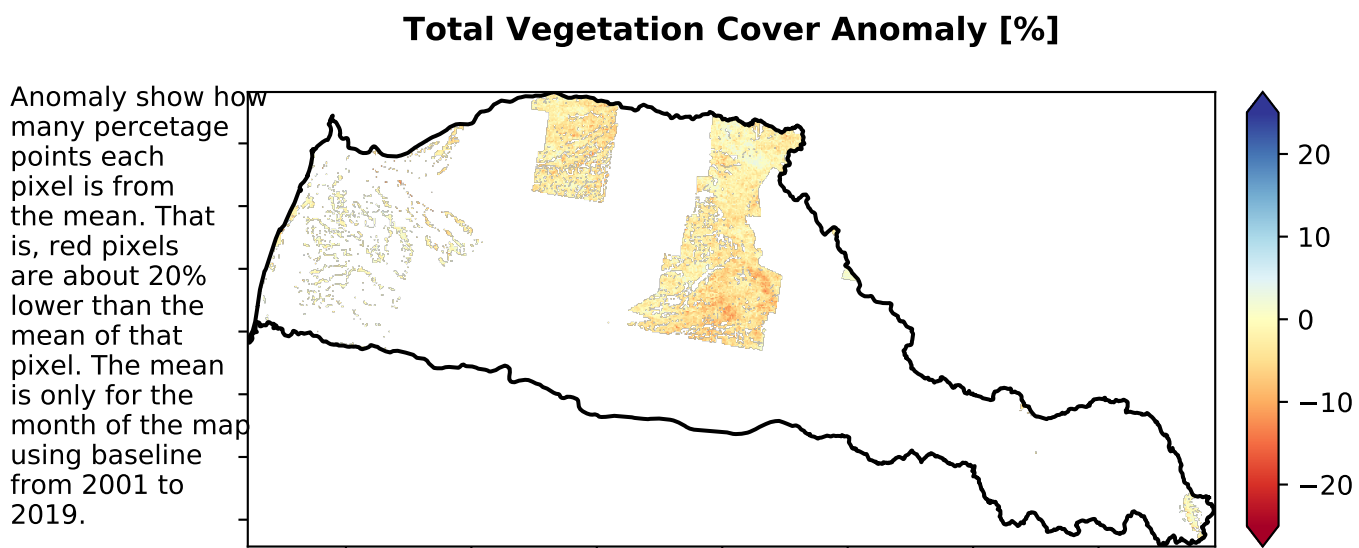 Total Vegetation Cover Anomaly [%]
Anomaly show how
many percetage
points each
pixel is from
the mean. That
is, red pixels
are about 20%
lower than the
mean of that
pixel. The mean
is only for the
month of the map
using baseline
from 2001 to
2019.
20
10
0
−10
−20